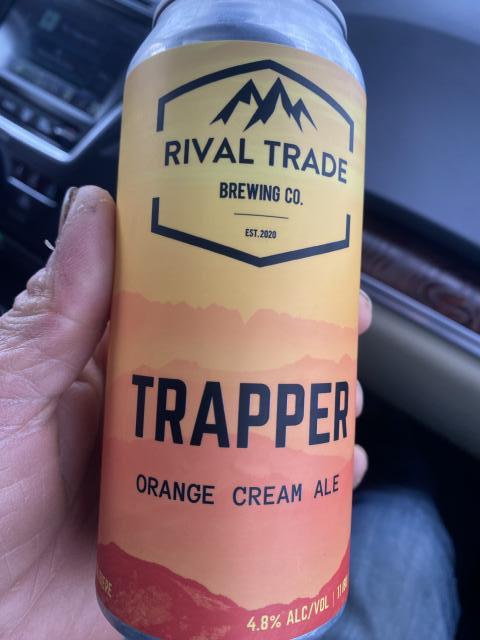 RIVAL TRADE
BREWING CO.
EST.2020
TRAPPER
ORANGE CREAM ALE
4.8% ALC/VOL |